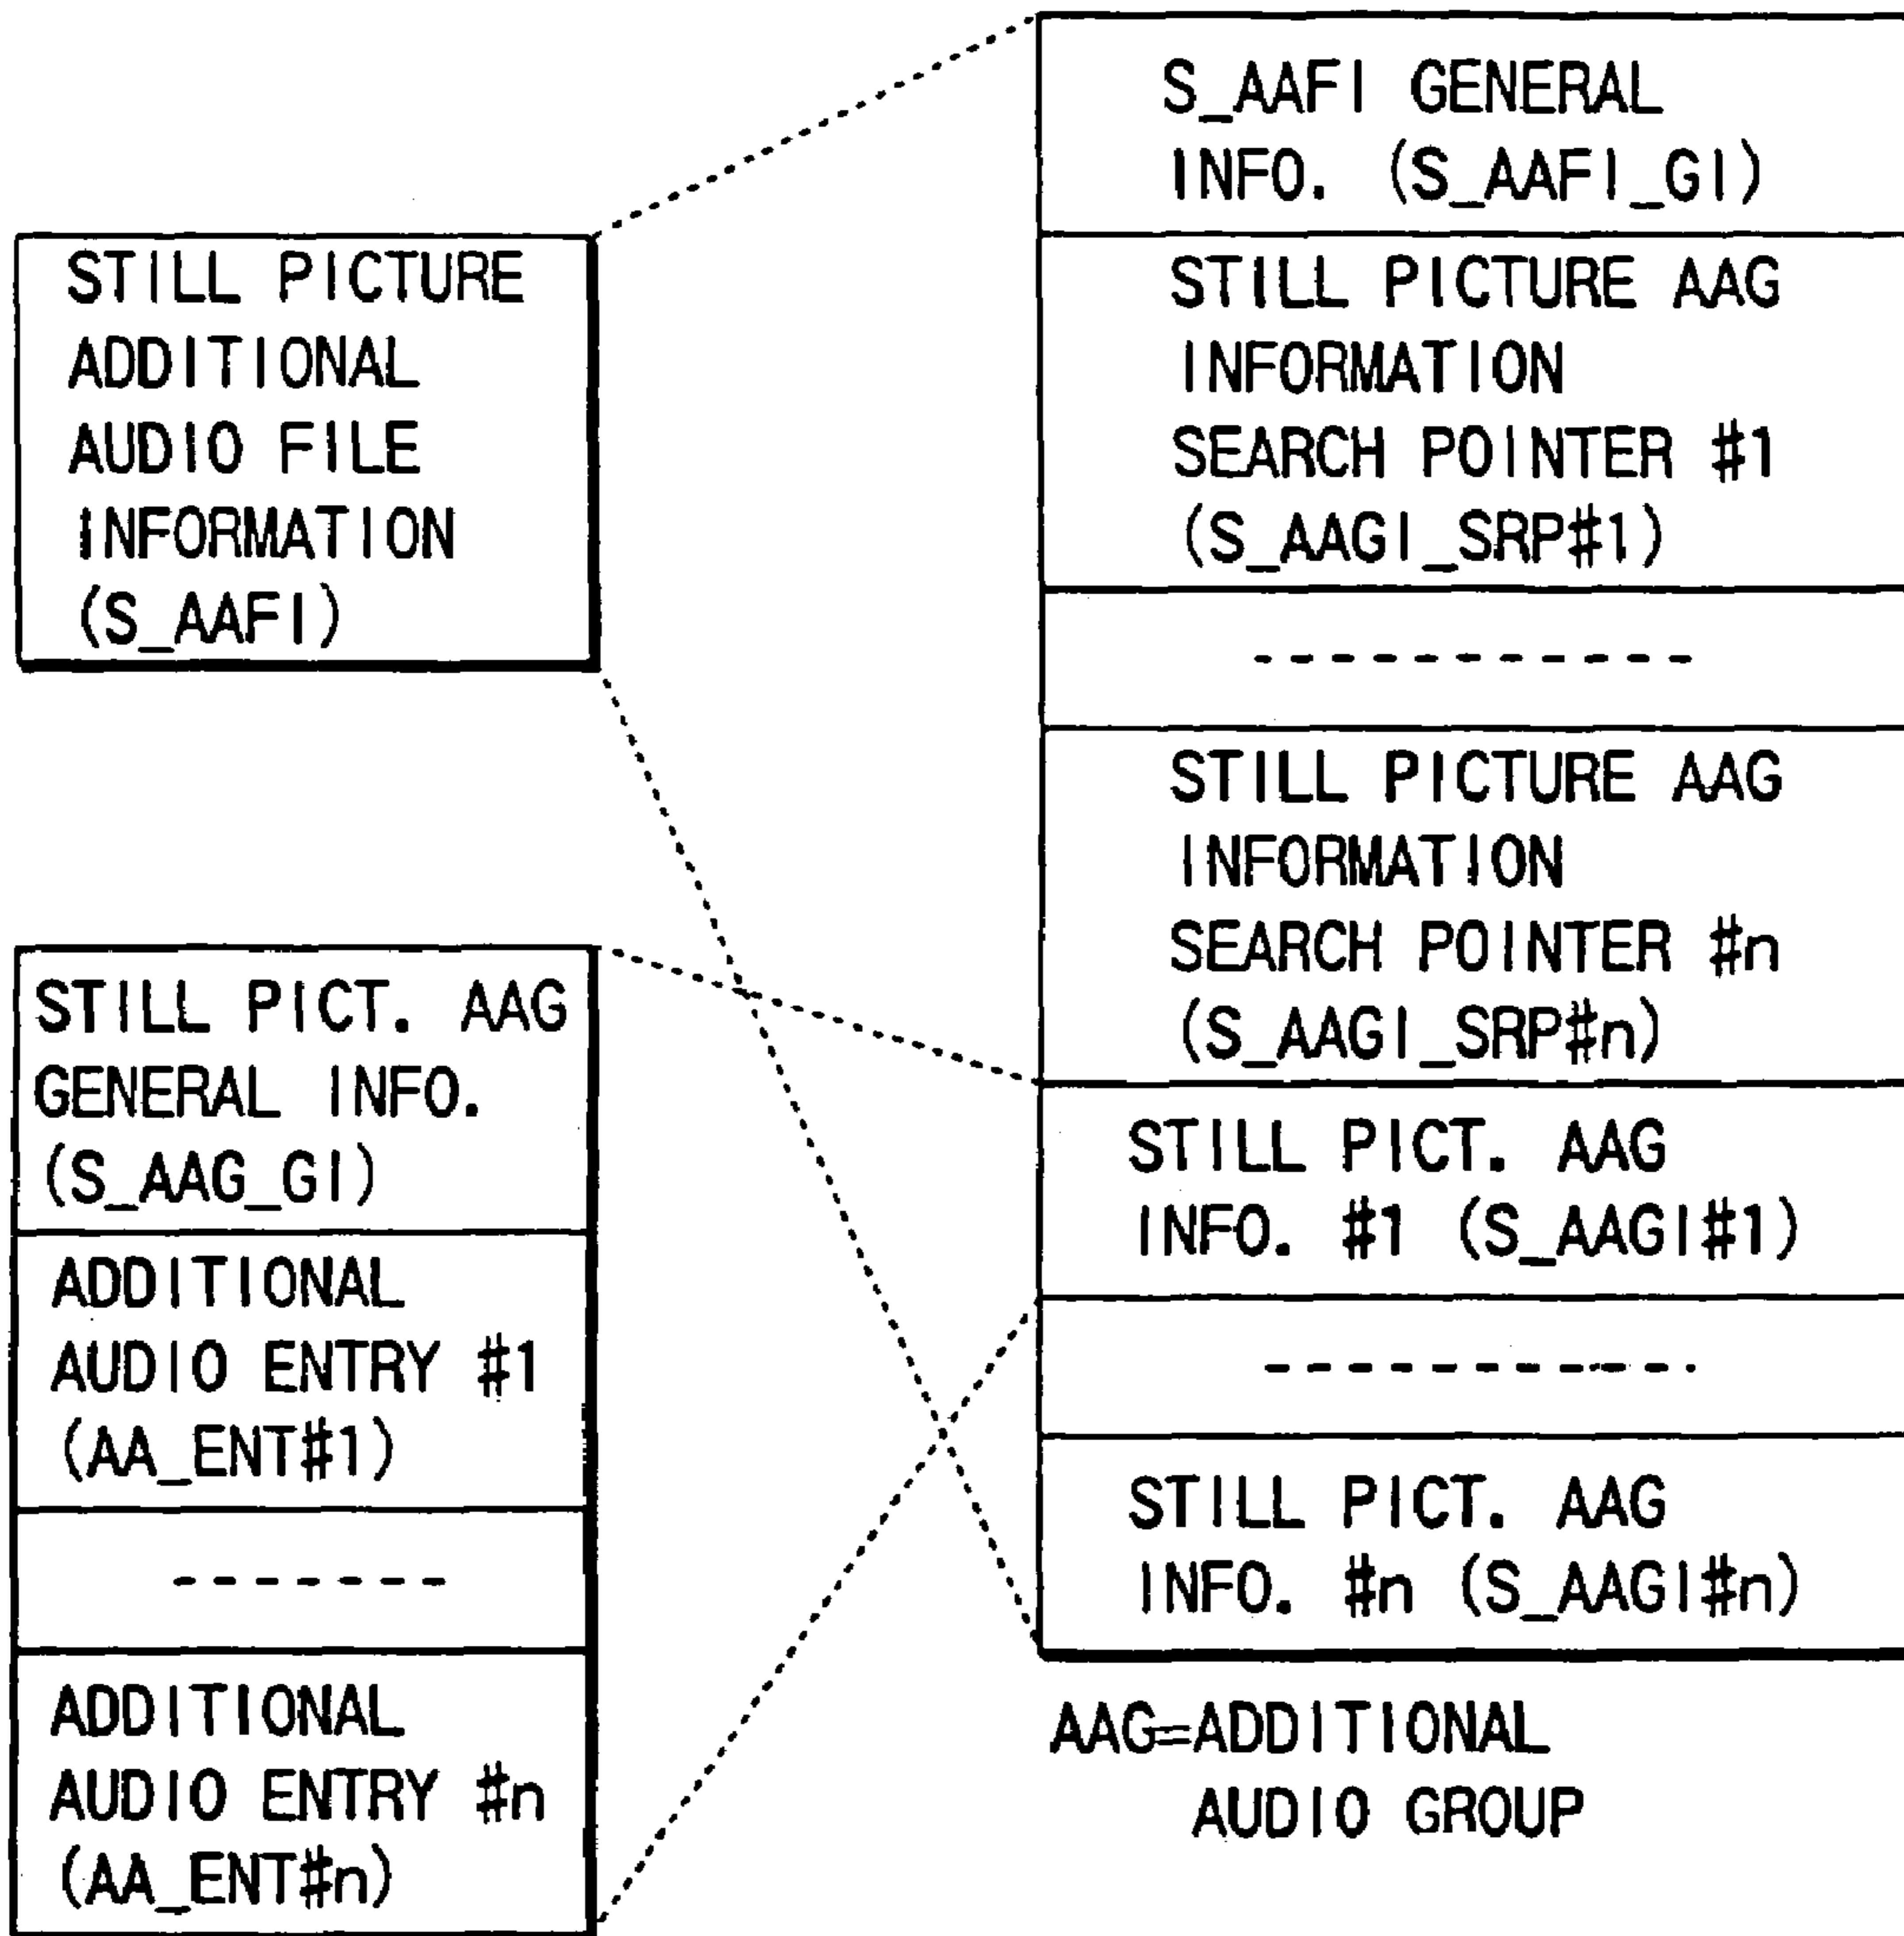 STILL PICTURE
ADDITIONAL
AUDIO FILE
INFORMATION
(S_AAFI)
STILL PICT. AAG
GENERAL INFO.
(S_AAG_GI)
ADDITIONAL
AUDIO ENTRY #1
(AA_ENT#1)
-------
ADDITIONAL
AUDIO ENTRY #n
(AA_ENT#n)
S_AAFI GENERAL
INFO. (S_AAFI_GI)
STILL PICTURE AAG
INFORMATION
SEARCH POINTER #1
(S_AAGI_SRP#1)
-----------
STILL PICTURE AAG
INFORMATION
SEARCH POINTER #n
(S_AAGI_SRP#n)
STILL PICT. AAG
INFO. #1 (S_AAGI#1)
-----------
STILL PICT. AAG
INFO. #n (S_AAGI#n)
AAG=ADDITIONAL
AUDIO GROUP